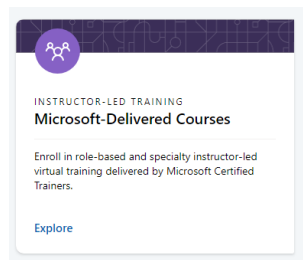 INSTRUCTOR-LED TRAINING
Microsoft-Delivered Courses
Enroll in role-based and specialty instructor-led
virtual training delivered by Microsoft Certified
Trainers.
Explore